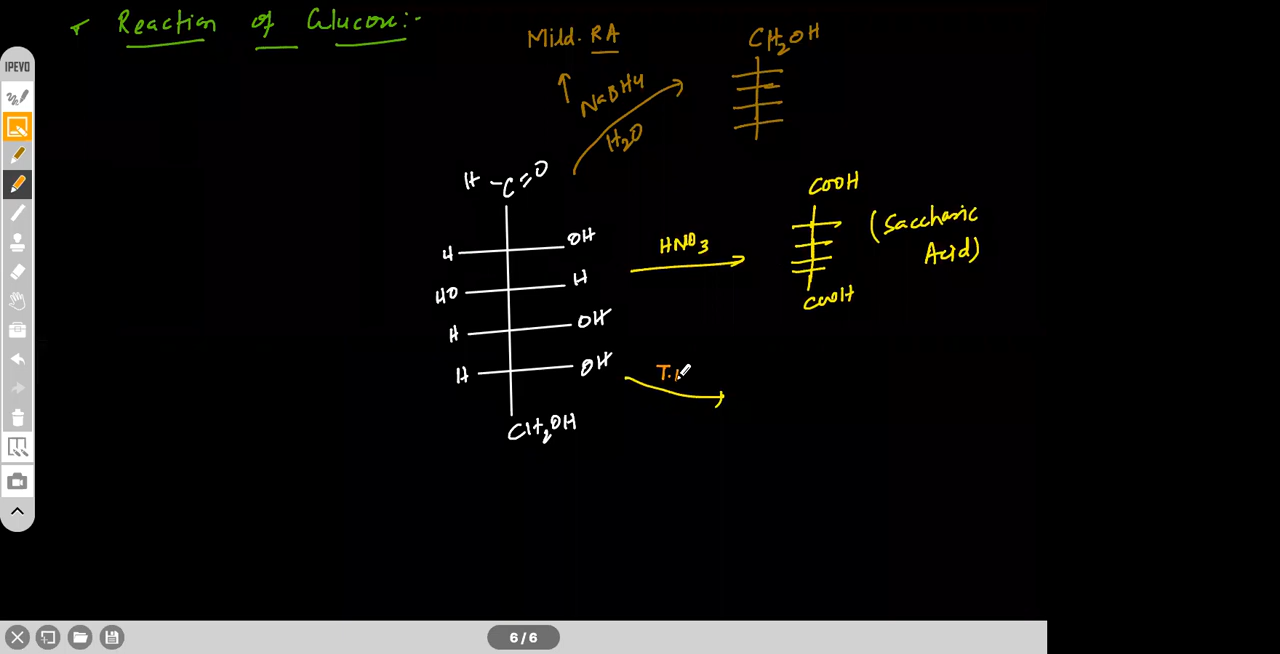 Reaction of Glucose:-
Mild. RA
CH2OH
↑ NaBH4
H2O
H - C = O
COOH
(Saccharic
Acid)
H OH
HNO3
HO H
COOH
H OH
H OH
T.
CH2OH
IPEVO
6/6